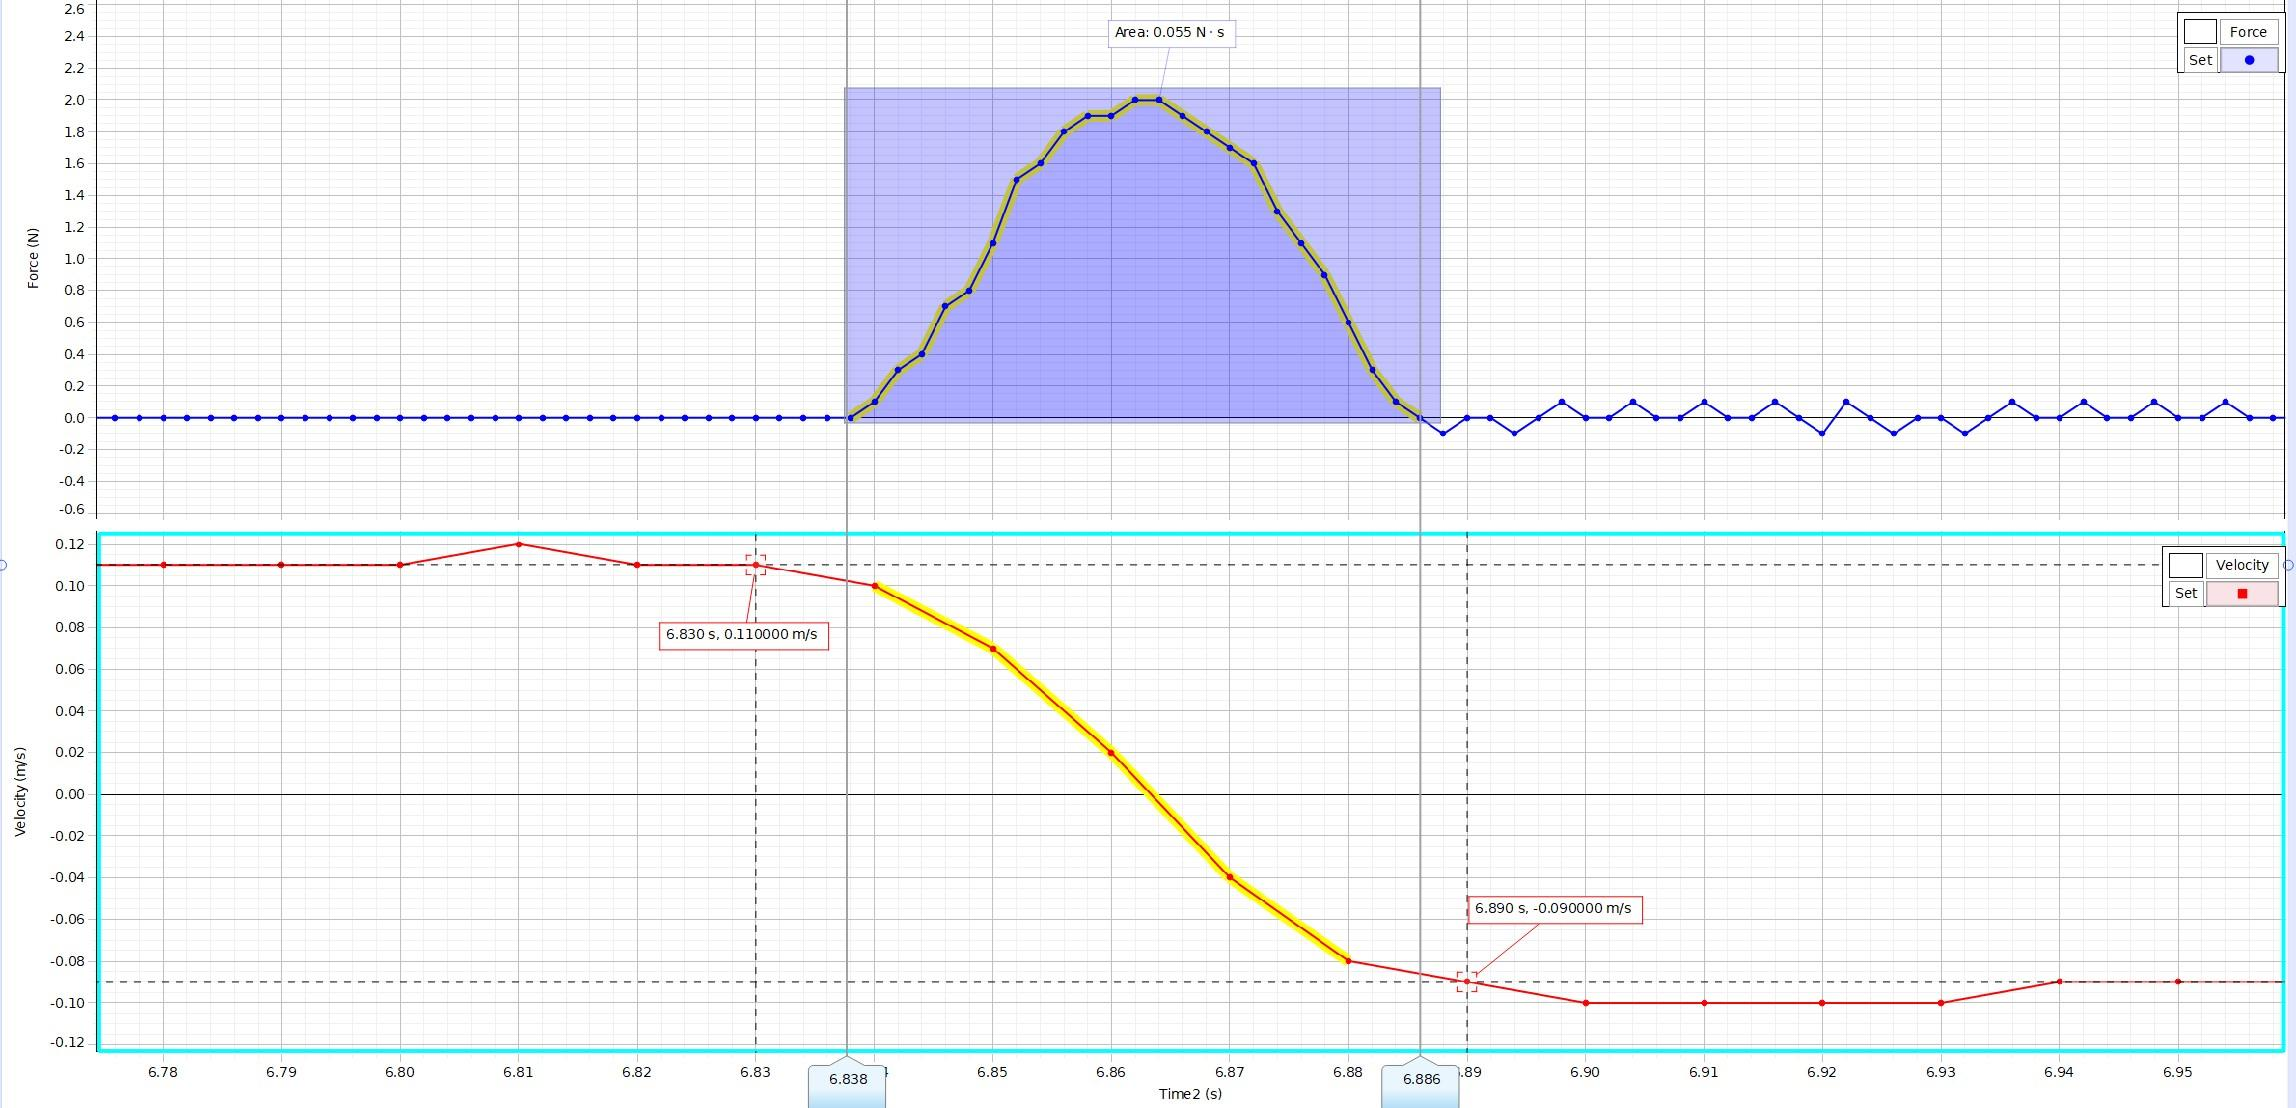 2.6
2.4
2.2
2.0
1.8
1.6
1.4
1.2
1.0
0.8
0.6
0.4
0.2
0.0
-0.2
-0.4
-0.6
Force (N)
Area: 0.055 N · s
Force
Set
0.12
0.10
0.08
0.06
0.04
0.02
0.00
-0.02
-0.04
-0.06
-0.08
-0.10
-0.12
Velocity (m/s)
Velocity
Set
6.830 s, 0.110000 m/s
6.890 s, -0.090000 m/s
6.78 6.79 6.80 6.81 6.82 6.83 6.85 6.86 6.87 6.88 .89 6.90 6.91 6.92 6.93 6.94 6.95
6.838 6.886
Time2 (s)